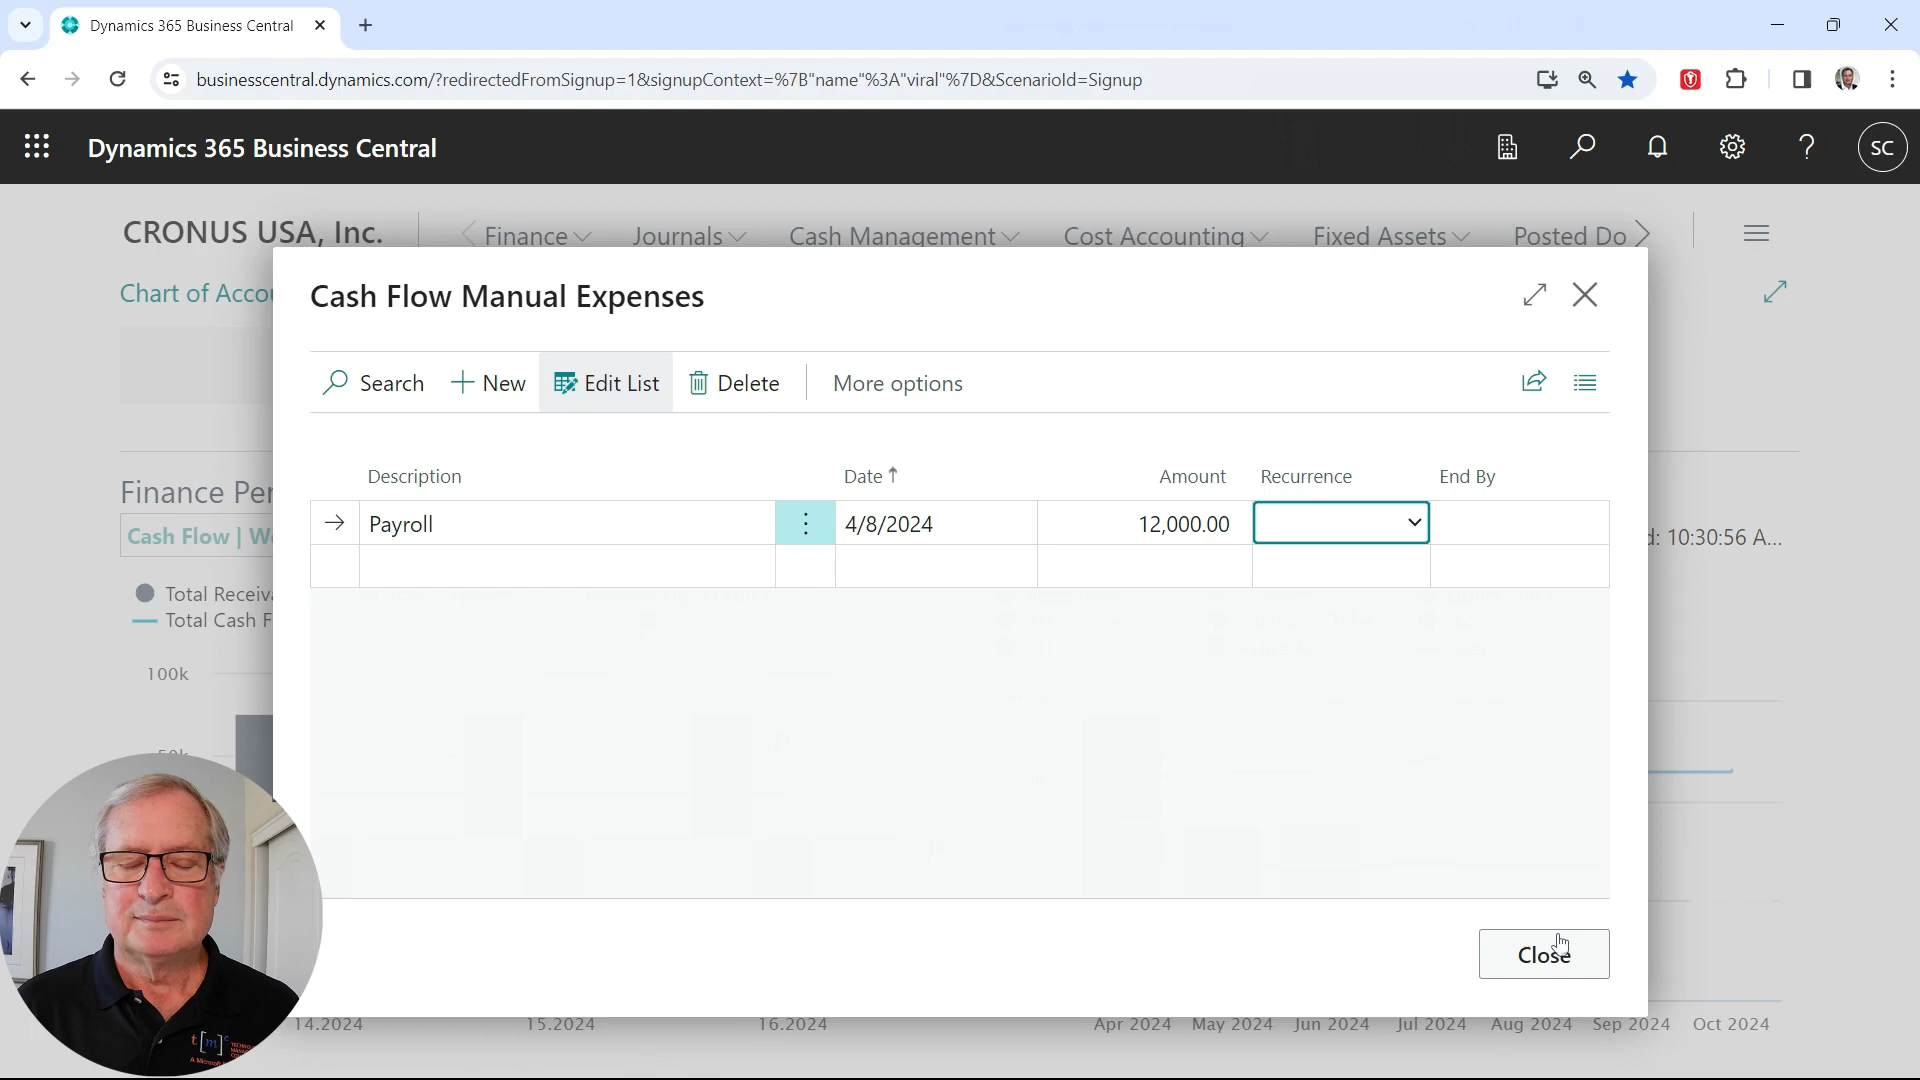 Dynamics 365 Business Central
businesscentral.dynamics.com/?redirectedFromSignup=1&signupContext=%7B"name"%3A"viral"%7D&ScenarioId=Signup
Dynamics 365 Business Central
SC
CRONUS USA, Inc.
Finance
Journals
Cash Management
Cost Accounting
Fixed Assets
Posted Do
Chart of Accou
Cash Flow Manual Expenses
Search
New
Edit List
Delete
More options
Description
Date
Amount
Recurrence
End By
Payroll
4/8/2024
12,000.00
Finance Per
Cash Flow | W
d: 10:30:56 A...
Total Receiv
Total Cash F
100k
50k
Close
14.2024
15.2024
16.2024
Apr 2024
May 2024
Jun 2024
Jul 2024
Aug 2024
Sep 2024
Oct 2024
t[m]c